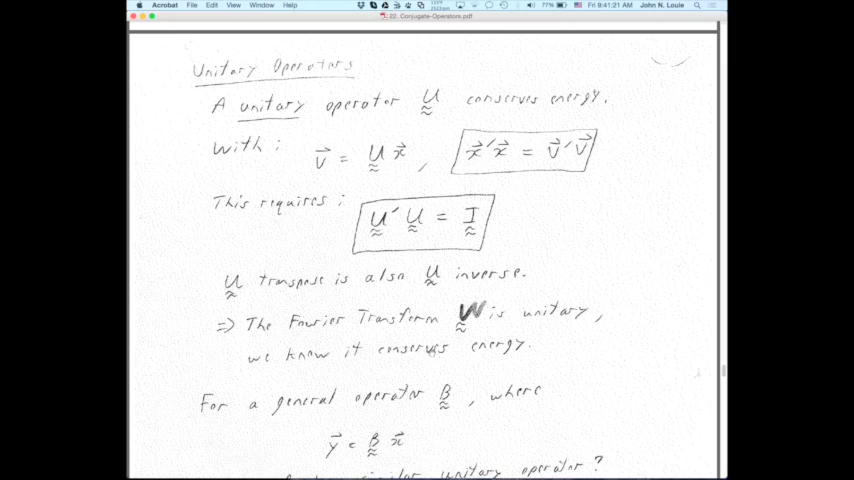 Acrobat File Edit View Window Help 77% Fri 9:41:21 AM John N. Louie
22. Conjugate-Operators.pdf
Unitary Operators
A unitary operator U conserves energy.
With: v⃗ = U x⃗, x⃗′x⃗ = v⃗′v⃗
This requires: U′ U = I
U transpose is also U inverse.
⇒ The Fourier Transform W is unitary,
we know it conserves energy.
For a general operator B, where
y⃗ = B x⃗
similar unitary operator?